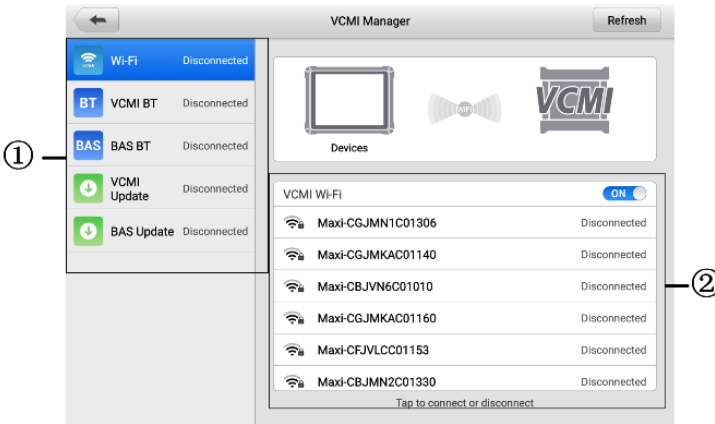 VCMI Manager
Refresh
①
Wi-Fi Disconnected
BT VCMI BT Disconnected
BAS BAS BT Disconnected
VCMI
Update Disconnected
BAS Update Disconnected
WIFI
VCMI
Devices
②
VCMI Wi-Fi ON
Maxi-CGJMN1C01306 Disconnected
Maxi-CGJMKAC01140 Disconnected
Maxi-CBJVN6C01010 Disconnected
Maxi-CGJMKAC01160 Disconnected
Maxi-CFJVLCC01153 Disconnected
Maxi-CBJMN2C01330 Disconnected
Tap to connect or disconnect